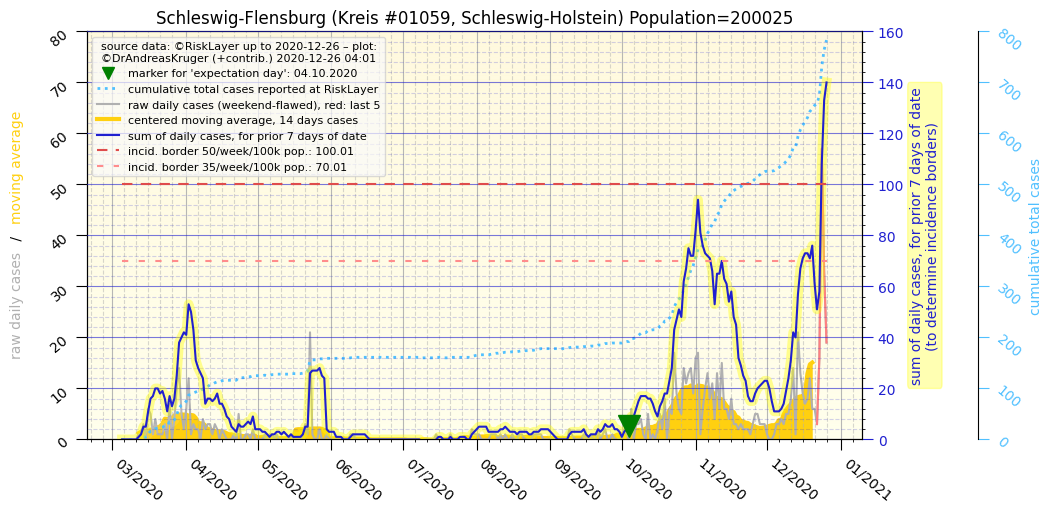 Schleswig-Flensburg (Kreis #01059, Schleswig-Holstein) Population=200025
source data: ©RiskLayer up to 2020-12-26 – plot:
©DrAndreasKruger (+contrib.) 2020-12-26 04:01
marker for 'expectation day': 04.10.2020
cumulative total cases reported at RiskLayer
raw daily cases (weekend-flawed), red: last 5
centered moving average, 14 days cases
sum of daily cases, for prior 7 days of date
incid. border 50/week/100k pop.: 100.01
incid. border 35/week/100k pop.: 70.01
raw daily cases / moving average
80
70
60
50
40
30
20
10
0
03/2020
04/2020
05/2020
06/2020
07/2020
08/2020
09/2020
10/2020
11/2020
12/2020
01/2021
160
140
120
100
80
60
40
20
0
sum of daily cases, for prior 7 days of date
(to determine incidence borders)
800
700
600
500
400
300
200
100
0
cumulative total cases